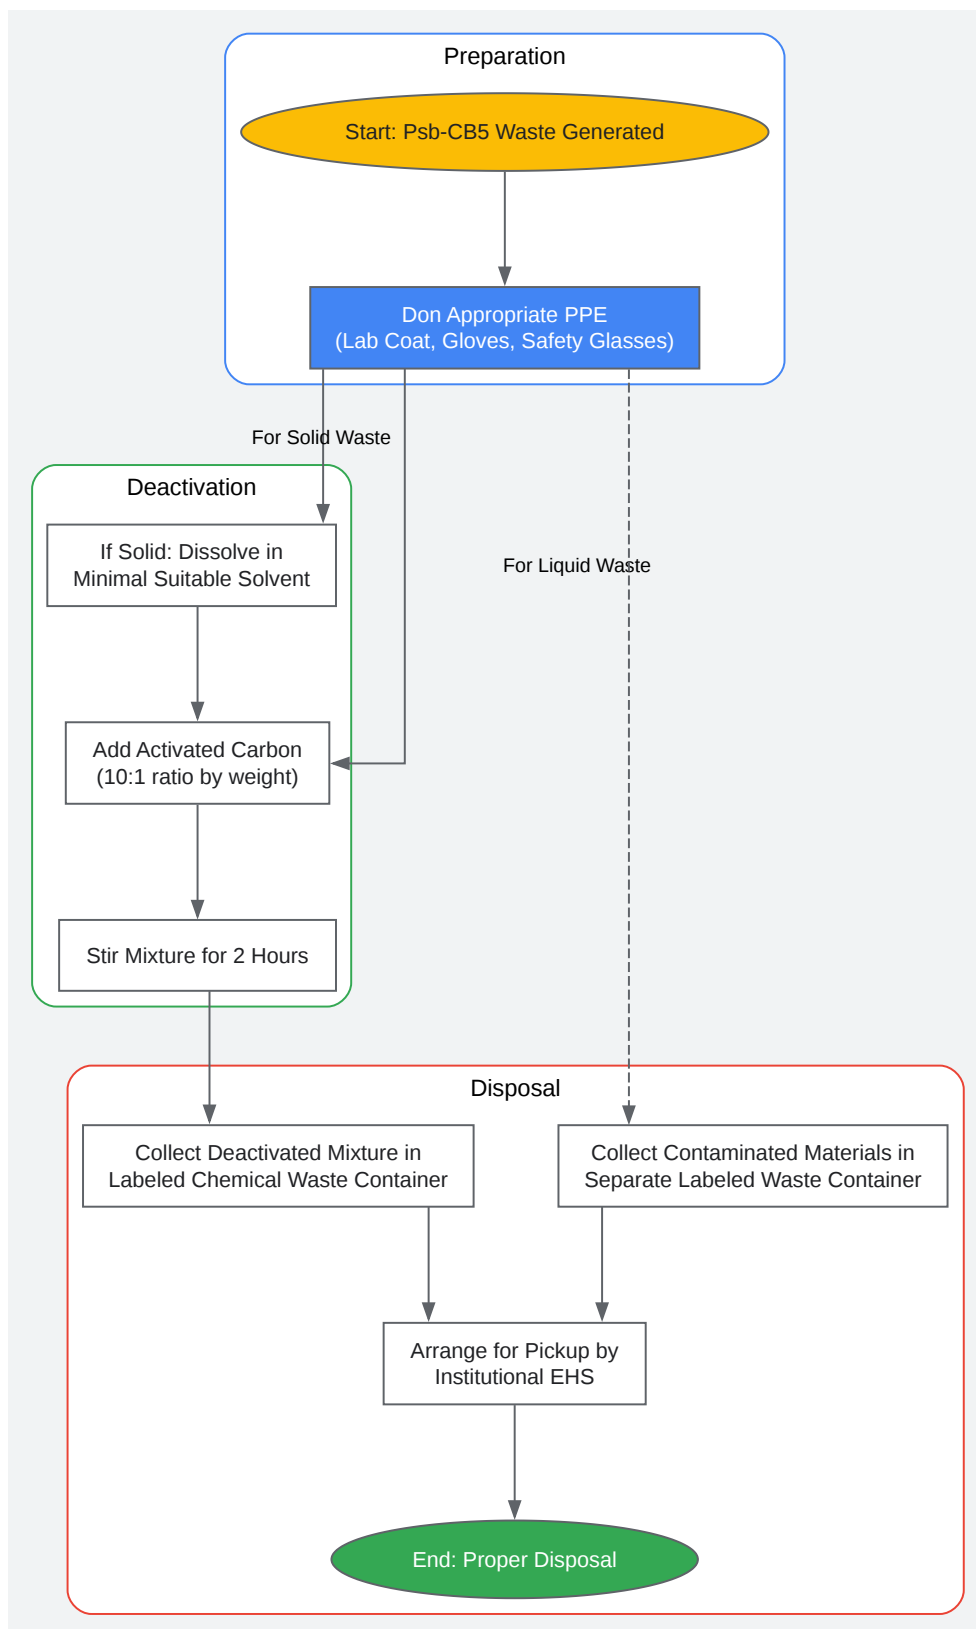 Preparation
Start: Psb-CB5 Waste Generated
Don Appropriate PPE
(Lab Coat, Gloves, Safety Glasses)
For Solid Waste
Deactivation
If Solid: Dissolve in
Minimal Suitable Solvent
For Liquid Waste
Add Activated Carbon
(10:1 ratio by weight)
Stir Mixture for 2 Hours
Disposal
Collect Deactivated Mixture in
Labeled Chemical Waste Container
Collect Contaminated Materials in
Separate Labeled Waste Container
Arrange for Pickup by
Institutional EHS
End: Proper Disposal